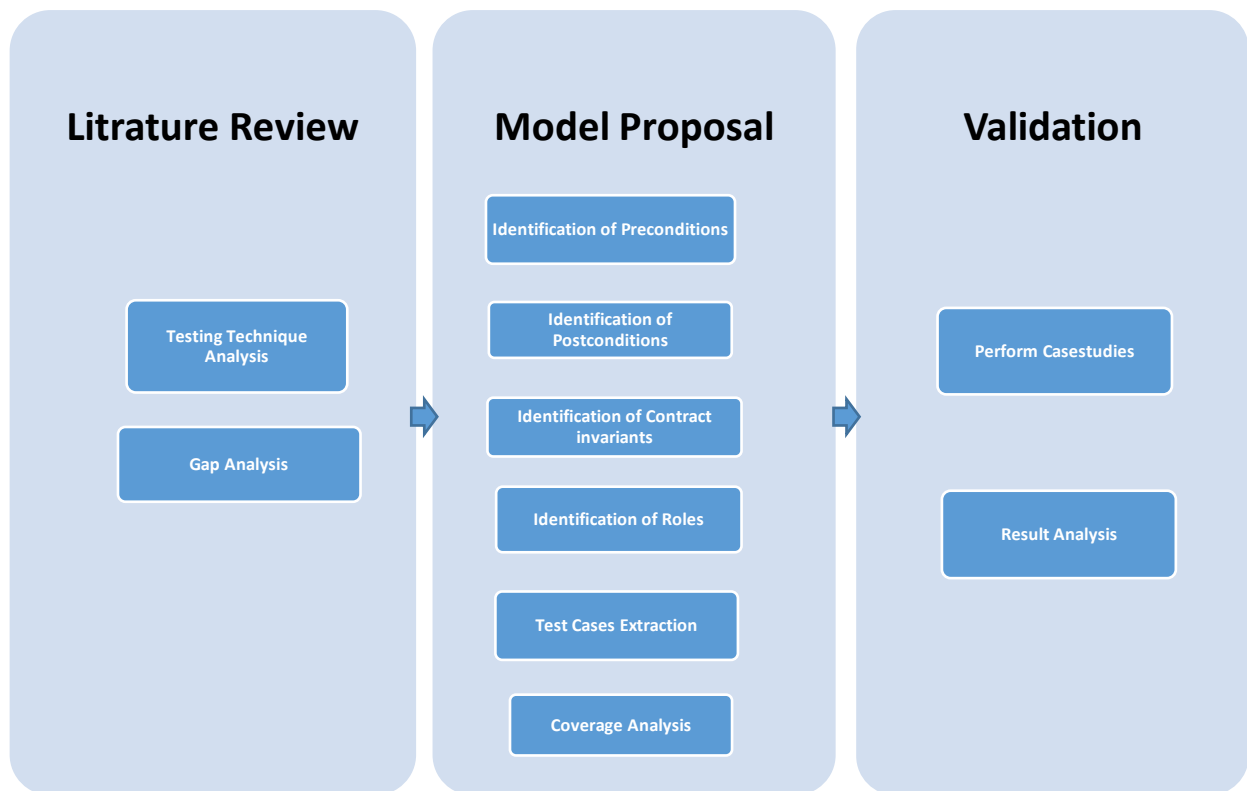 Litrature Review
Testing Technique
Analysis
Gap Analysis
Model Proposal
Identification of Preconditions
Identification of
Postconditions
Identification of Contract
invariants
Identification of Roles
Test Cases Extraction
Coverage Analysis
Validation
Perform Casestudies
Result Analysis